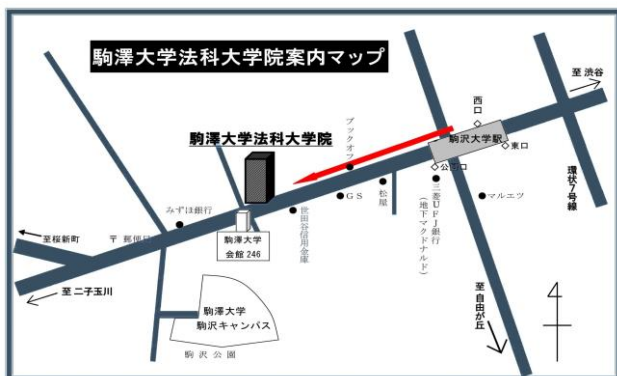 駒澤大学法科大学院案内マップ
至 渋谷
西口
ブックオフ
駒沢大学駅
東口
駒澤大学法科大学院
公園口
環状7号線
GS
松屋
三菱UFJ銀行
(地下マクドナルド)
マルエツ
みずほ銀行
世田谷信用金庫
至桜新町
〒 郵便局
駒澤大学
会館 246
至 二子玉川
至 自由が丘
駒澤大学
駒沢キャンパス
駒沢公園
4